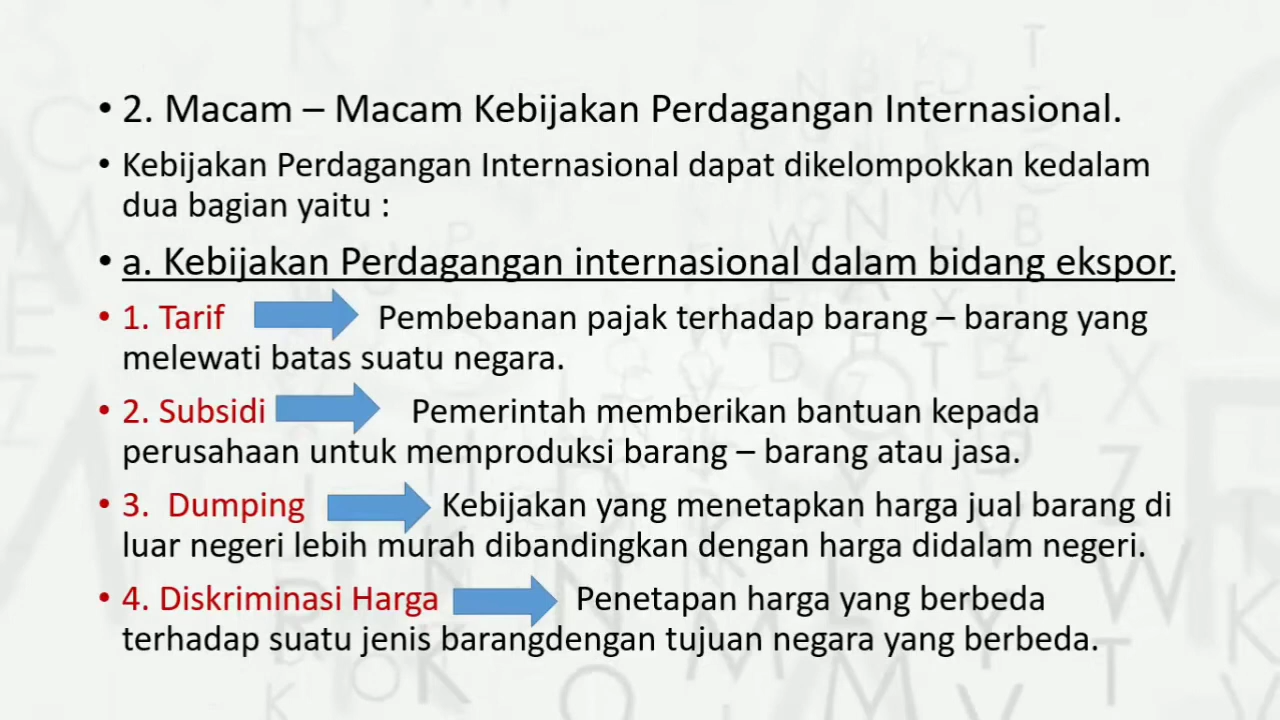 • 2. Macam – Macam Kebijakan Perdagangan Internasional.
• Kebijakan Perdagangan Internasional dapat dikelompokkan kedalam
dua bagian yaitu :
• a. Kebijakan Perdagangan internasional dalam bidang ekspor.
• 1. Tarif Pembebanan pajak terhadap barang – barang yang
melewati batas suatu negara.
• 2. Subsidi Pemerintah memberikan bantuan kepada
perusahaan untuk memproduksi barang – barang atau jasa.
• 3. Dumping Kebijakan yang menetapkan harga jual barang di
luar negeri lebih murah dibandingkan dengan harga didalam negeri.
• 4. Diskriminasi Harga Penetapan harga yang berbeda
terhadap suatu jenis barangdengan tujuan negara yang berbeda.